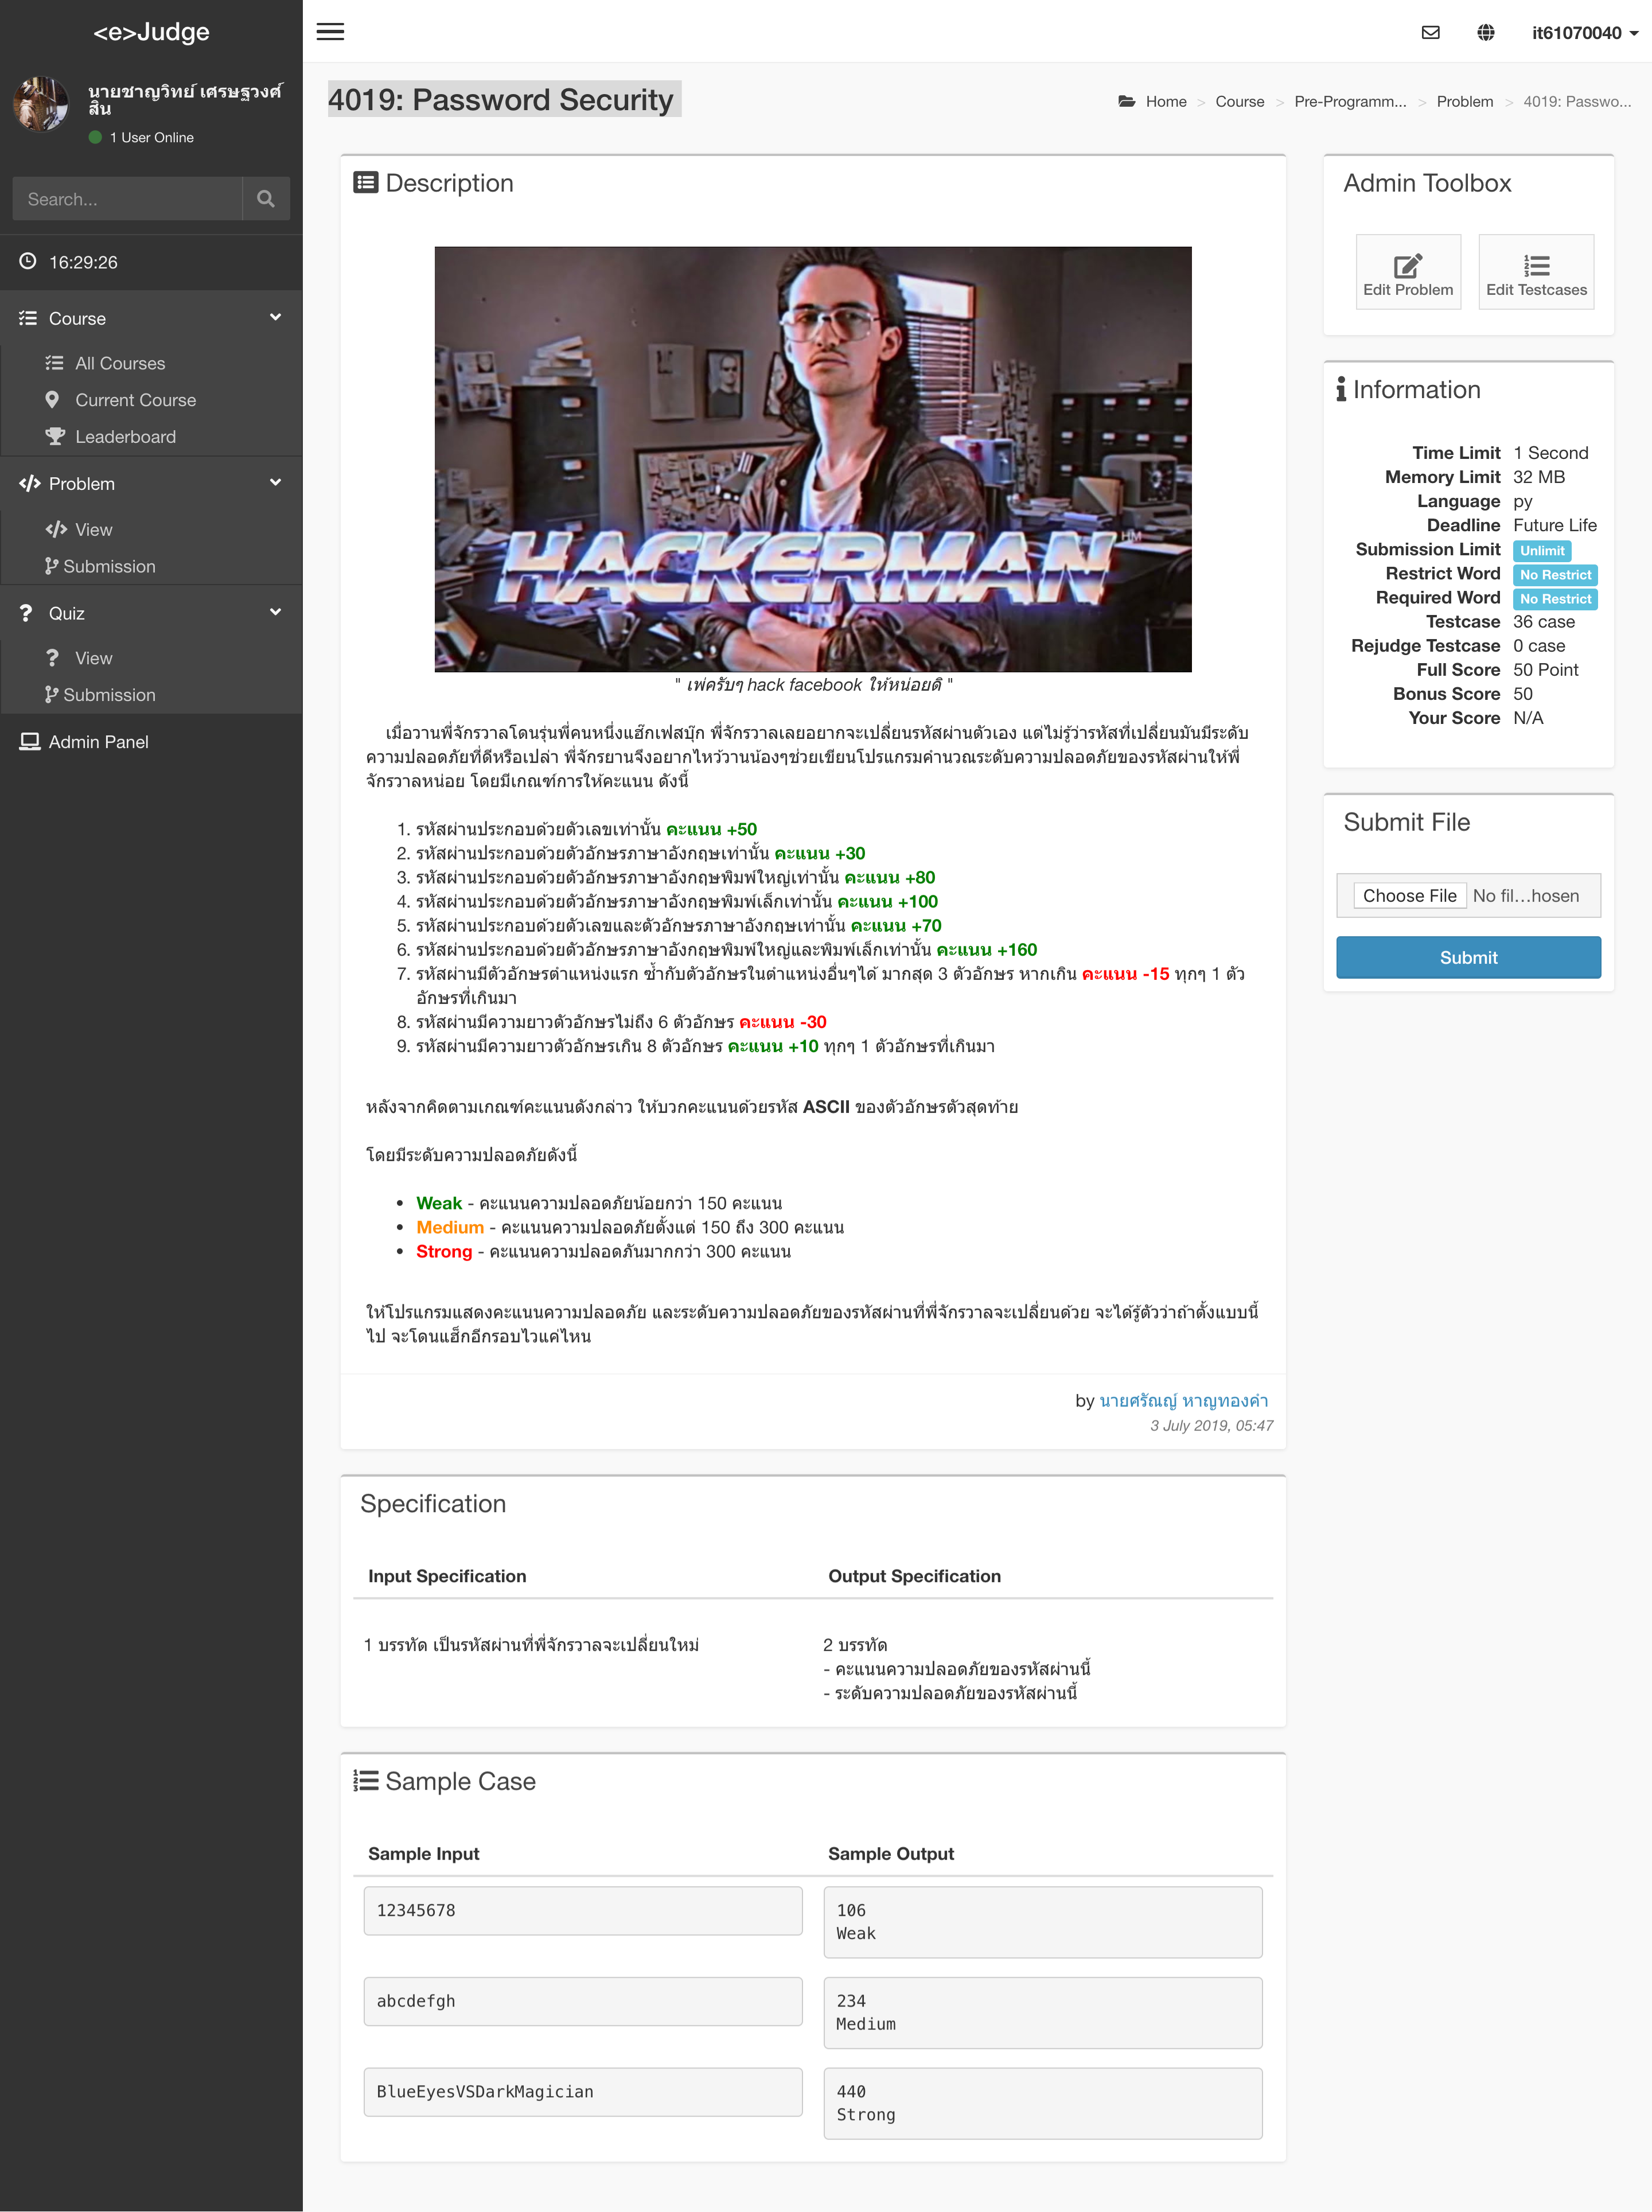 <e>Judge
it61070040
นายชาญวิทย์ เศรษฐวงศ์
สิน
1 User Online
Search...
16:29:26
Course
All Courses
Current Course
Leaderboard
Problem
View
Submission
Quiz
View
Submission
Admin Panel
4019: Password Security
Home > Course > Pre-Programm... > Problem > 4019: Passwo...
Description
HACKERMAN HM
" เพ่ครับๆ hack facebook ให้หน่อยดิ "
เมื่อวานพี่จักรวาลโดนรุ่นพี่คนหนึ่งแฮ๊กเฟสบุ๊ก พี่จักรวาลเลยอยากจะเปลี่ยนรหัสผ่านตัวเอง แต่ไม่รู้ว่ารหัสที่เปลี่ยนมันมีระดับ
ความปลอดภัยที่ดีหรือเปล่า พี่จักรยานจึงอยากไหว้วานน้องๆช่วยเขียนโปรแกรมคำนวณระดับความปลอดภัยของรหัสผ่านให้พี่
จักรวาลหน่อย โดยมีเกณฑ์การให้คะแนน ดังนี้
1. รหัสผ่านประกอบด้วยตัวเลขเท่านั้น คะแนน +50
2. รหัสผ่านประกอบด้วยตัวอักษรภาษาอังกฤษเท่านั้น คะแนน +30
3. รหัสผ่านประกอบด้วยตัวอักษรภาษาอังกฤษพิมพ์ใหญ่เท่านั้น คะแนน +80
4. รหัสผ่านประกอบด้วยตัวอักษรภาษาอังกฤษพิมพ์เล็กเท่านั้น คะแนน +100
5. รหัสผ่านประกอบด้วยตัวเลขและตัวอักษรภาษาอังกฤษเท่านั้น คะแนน +70
6. รหัสผ่านประกอบด้วยตัวอักษรภาษาอังกฤษพิมพ์ใหญ่และพิมพ์เล็กเท่านั้น คะแนน +160
7. รหัสผ่านมีตัวอักษรตำแหน่งแรก ซ้ำกับตัวอักษรในตำแหน่งอื่นๆได้ มากสุด 3 ตัวอักษร หากเกิน คะแนน -15 ทุกๆ 1 ตัว
อักษรที่เกินมา
8. รหัสผ่านมีความยาวตัวอักษรไม่ถึง 6 ตัวอักษร คะแนน -30
9. รหัสผ่านมีความยาวตัวอักษรเกิน 8 ตัวอักษร คะแนน +10 ทุกๆ 1 ตัวอักษรที่เกินมา
หลังจากคิดตามเกณฑ์คะแนนดังกล่าว ให้บวกคะแนนด้วยรหัส ASCII ของตัวอักษรตัวสุดท้าย
โดยมีระดับความปลอดภัยดังนี้
• Weak - คะแนนความปลอดภัยน้อยกว่า 150 คะแนน
• Medium - คะแนนความปลอดภัยตั้งแต่ 150 ถึง 300 คะแนน
• Strong - คะแนนความปลอดภันมากกว่า 300 คะแนน
ให้โปรแกรมแสดงคะแนนความปลอดภัย และระดับความปลอดภัยของรหัสผ่านที่พี่จักรวาลจะเปลี่ยนด้วย จะได้รู้ตัวว่าถ้าตั้งแบบนี้
ไป จะโดนแฮ็กอีกรอบไวแค่ไหน
by นายศรัณญ์ หาญทองคำ
3 July 2019, 05:47
Specification
Input Specification
Output Specification
1 บรรทัด เป็นรหัสผ่านที่พี่จักรวาลจะเปลี่ยนใหม่
2 บรรทัด
- คะแนนความปลอดภัยของรหัสผ่านนี้
- ระดับความปลอดภัยของรหัสผ่านนี้
Sample Case
Sample Input
Sample Output
12345678
106
Weak
abcdefgh
234
Medium
BlueEyesVSDarkMagician
440
Strong
Admin Toolbox
Edit Problem
Edit Testcases
Information
Time Limit 1 Second
Memory Limit 32 MB
Language py
Deadline Future Life
Submission Limit Unlimit
Restrict Word No Restrict
Required Word No Restrict
Testcase 36 case
Rejudge Testcase 0 case
Full Score 50 Point
Bonus Score 50
Your Score N/A
Submit File
Choose File No fil...hosen
Submit